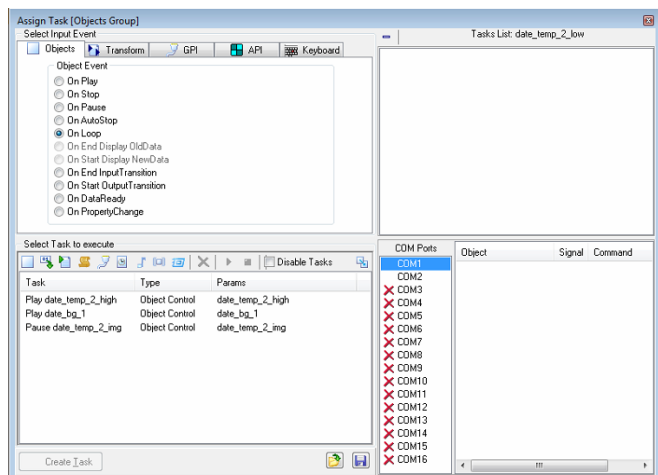 Assign Task [Objects Group]
Select Input Event
Objects Transform GPI API Keyboard
Object Event
On Play
On Stop
On Pause
On AutoStop
On Loop
On End Display OldData
On Start Display NewData
On End InputTransition
On Start OutputTransition
On DataReady
On PropertyChange
Tasks List: date_temp_2_low
Select Task to execute
Disable Tasks
Task Type Params
Play date_temp_2_high Object Control date_temp_2_high
Play date_bg_1 Object Control date_bg_1
Pause date_temp_2_img Object Control date_temp_2_img
Create Task
COM Ports
COM1
COM2
COM3
COM4
COM5
COM6
COM7
COM8
COM9
COM10
COM11
COM12
COM13
COM14
COM15
COM16
Object Signal Command